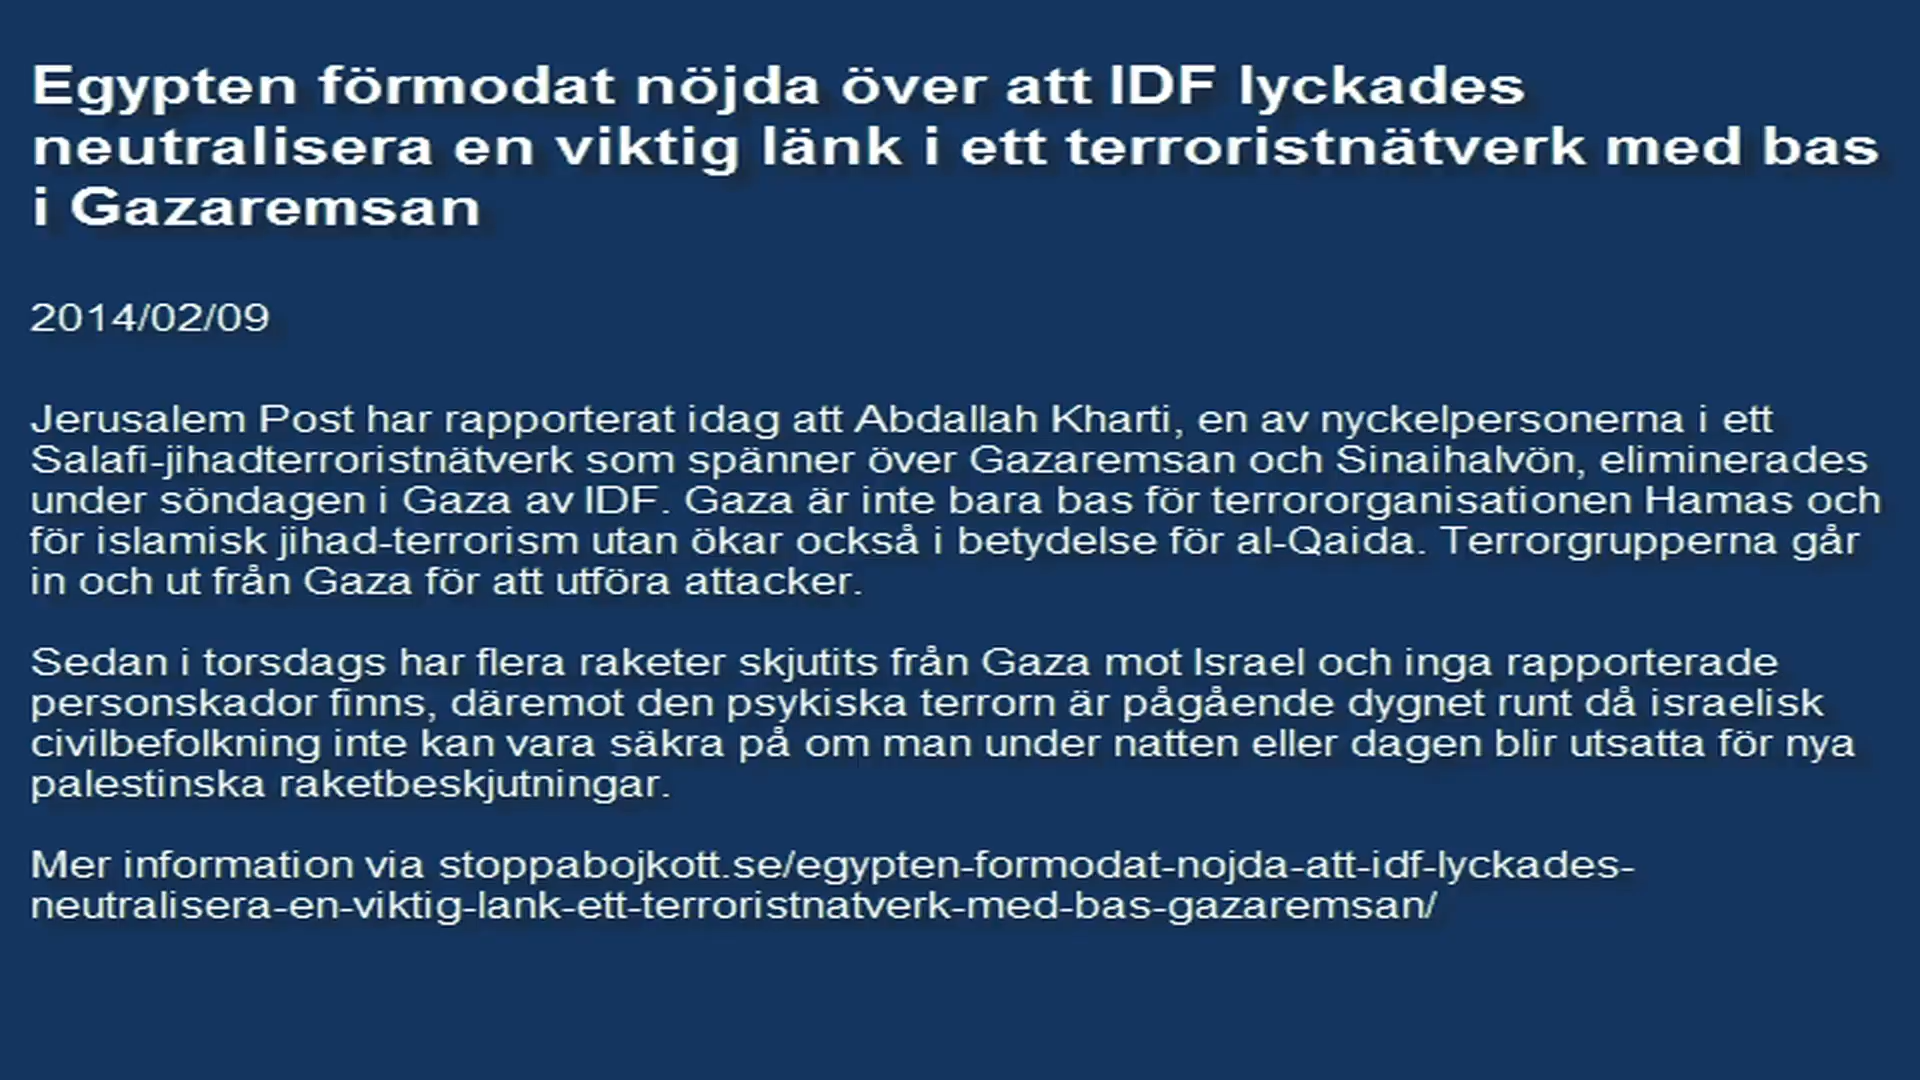 Egypten förmodat nöjda över att IDF lyckades
neutralisera en viktig länk i ett terroristnätverk med bas
i Gazaremsan
2014/02/09
Jerusalem Post har rapporterat idag att Abdallah Kharti, en av nyckelpersonerna i ett
Salafi-jihadterroristnätverk som spänner över Gazaremsan och Sinaihalvön, eliminerades
under söndagen i Gaza av IDF. Gaza är inte bara bas för terrororganisationen Hamas och
för islamisk jihad-terrorism utan ökar också i betydelse för al-Qaida. Terrorgrupperna går
in och ut från Gaza för att utföra attacker.
Sedan i torsdags har flera raketer skjutits från Gaza mot Israel och inga rapporterade
personskador finns, däremot den psykiska terrorn är pågående dygnet runt då israelisk
civilbefolkning inte kan vara säkra på om man under natten eller dagen blir utsatta för nya
palestinska raketbeskjutningar.
Mer information via stoppabojkott.se/egypten-formodat-nojda-att-idf-lyckades-
neutralisera-en-viktig-lank-ett-terroristnatverk-med-bas-gazaremsan/